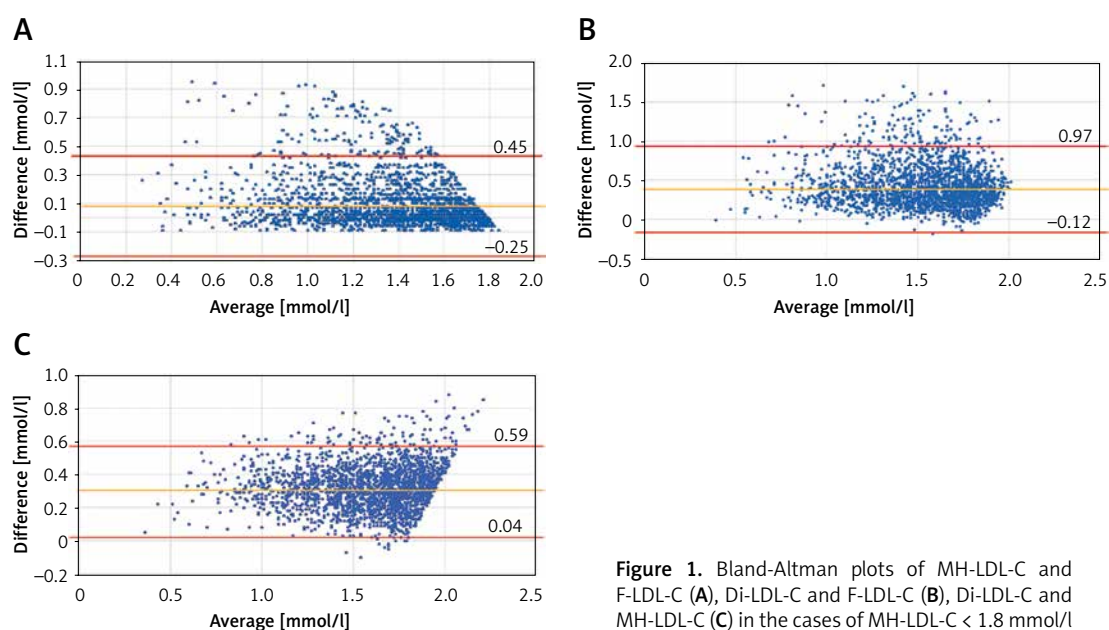 A
1.1
0.9
0.7
0.5
0.3
0.1
−0.1
−0.3
Difference [mmol/l]
0.45
−0.25
0 0.2 0.4 0.6 0.8 1.0 1.2 1.4 1.6 1.8 2.0
Average [mmol/l]
B
2.0
1.5
1.0
0.5
0
−0.5
Difference [mmol/l]
0.97
−0.12
0 0.5 1.0 1.5 2.0 2.5
Average [mmol/l]
C
1.0
0.8
0.6
0.4
0.2
0
−0.2
Difference [mmol/l]
0.59
0.04
0 0.5 1.0 1.5 2.0 2.5
Average [mmol/l]
Figure 1. Bland-Altman plots of MH-LDL-C and
F-LDL-C (A), Di-LDL-C and F-LDL-C (B), Di-LDL-C and
MH-LDL-C (C) in the cases of MH-LDL-C < 1.8 mmol/l